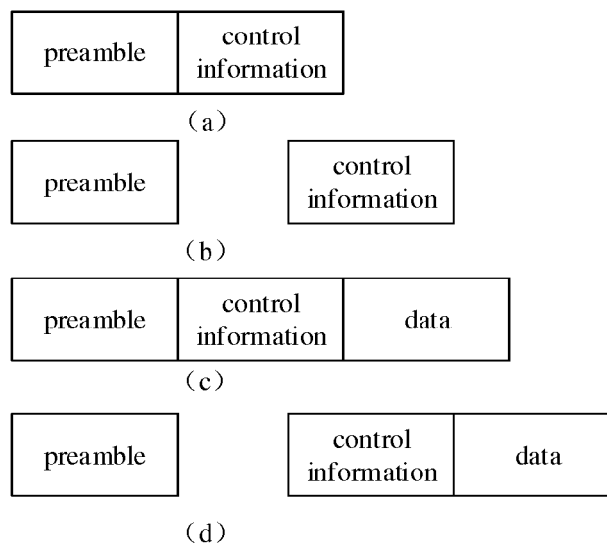 preamble
control
information
(a)
preamble
control
information
(b)
preamble
control
information
data
(c)
preamble
control
information
data
(d)